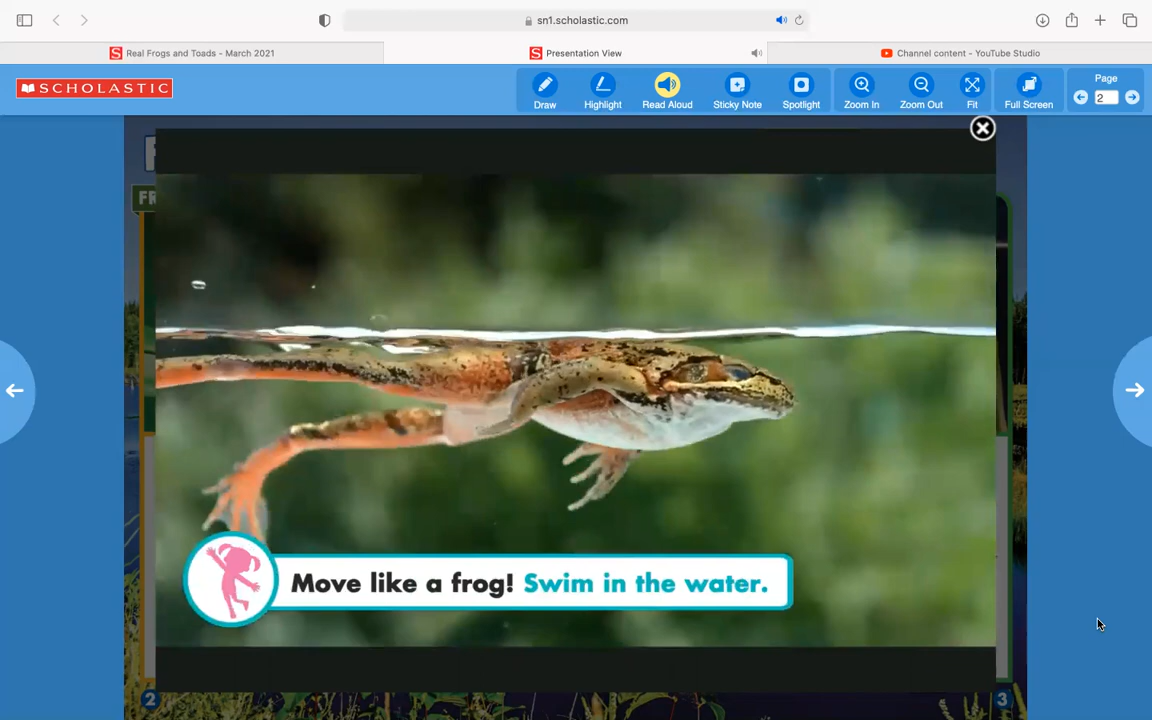 sn1.scholastic.com
Real Frogs and Toads - March 2021
Presentation View
Channel content - YouTube Studio
SCHOLASTIC
Draw
Highlight
Read Aloud
Sticky Note
Spotlight
Zoom In
Zoom Out
Fit
Full Screen
Page
2
FR
Move like a frog! Swim in the water.
2
3